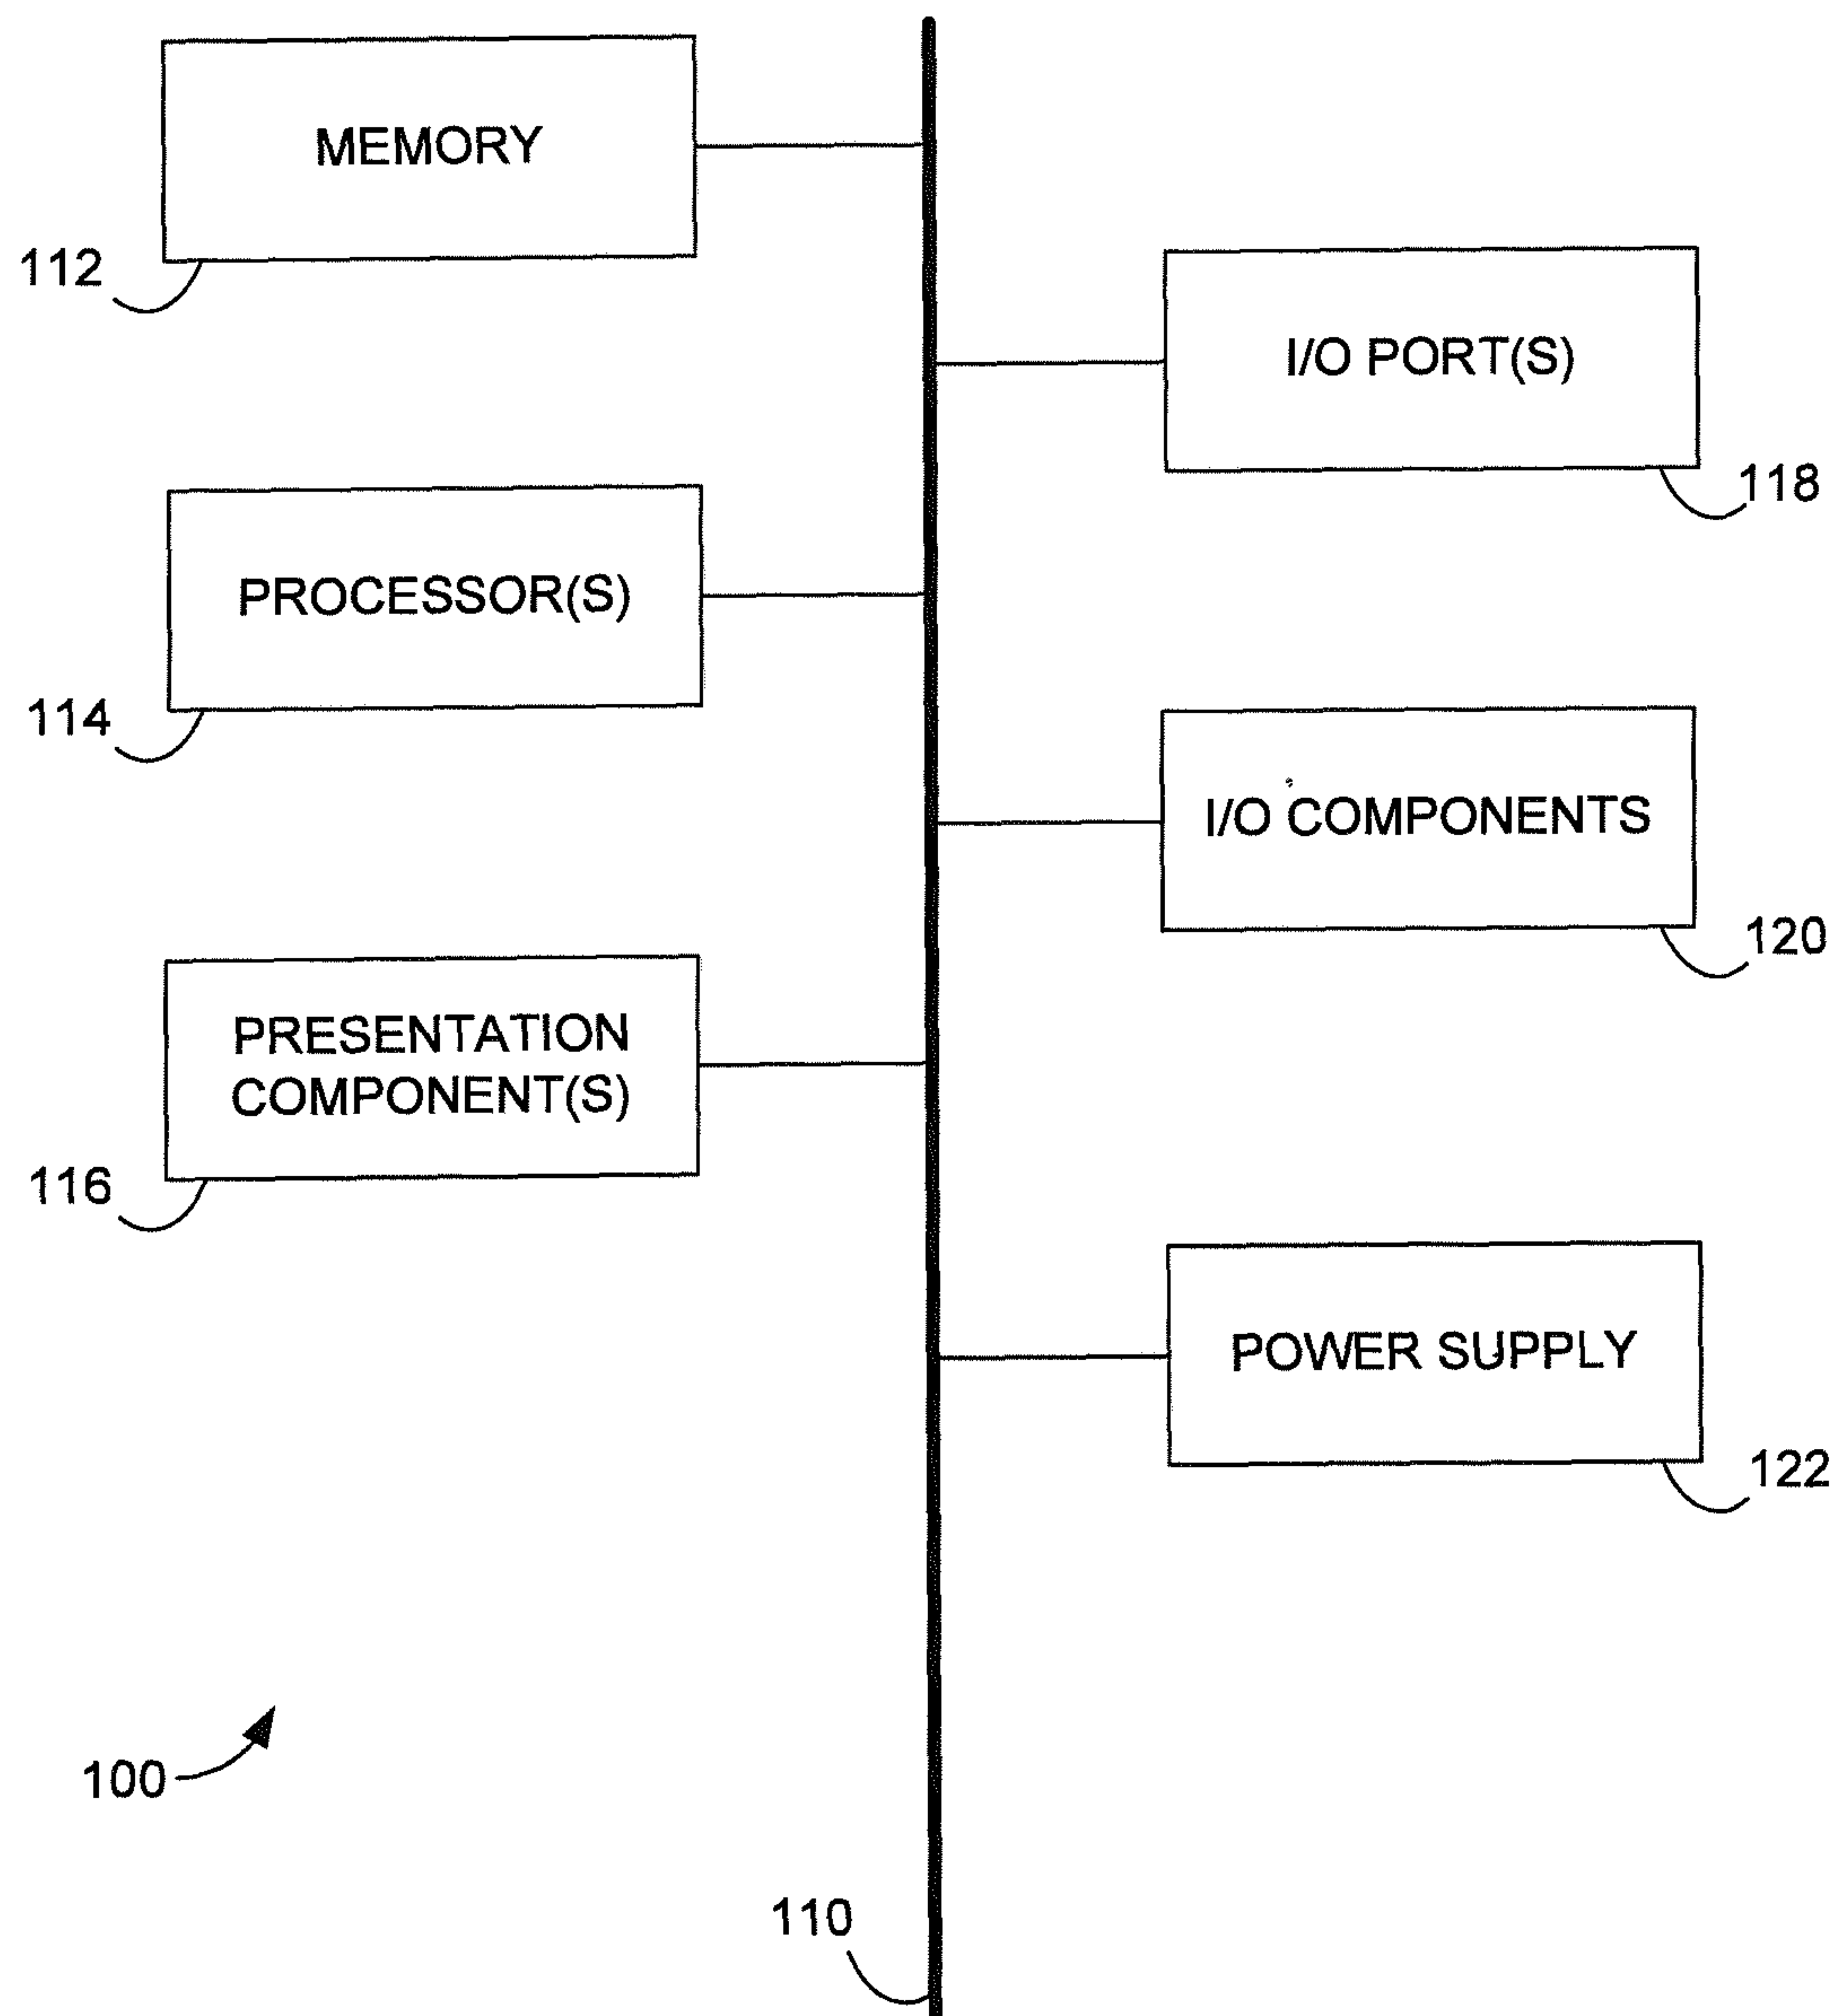 MEMORY
112
I/O PORT(S)
118
PROCESSOR(S)
114
I/O COMPONENTS
120
PRESENTATION
COMPONENT(S)
116
POWER SUPPLY
122
100
110